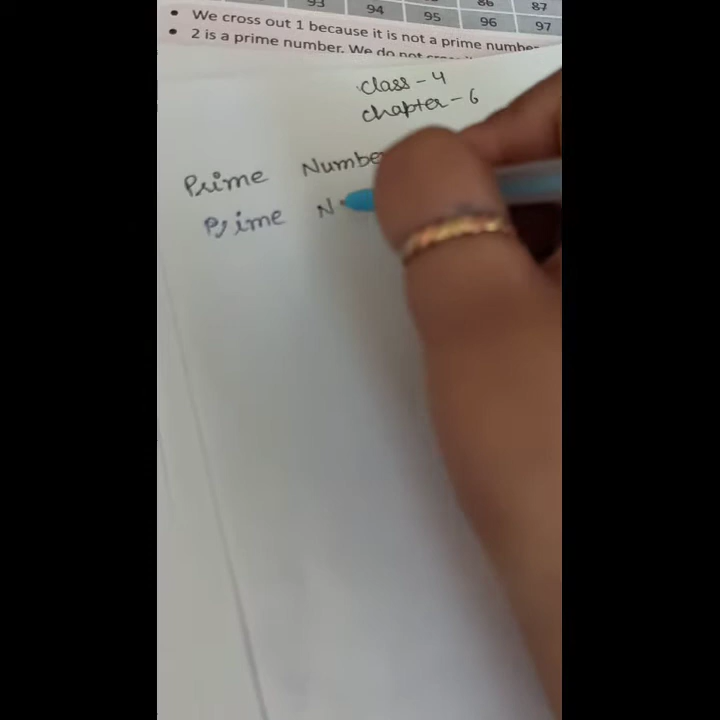 93 94 95 86 96 87 97
• We cross out 1 because it is not a prime number
• 2 is a prime number. We do not
class - 4
chapter - 6
Prime Number
Prime N